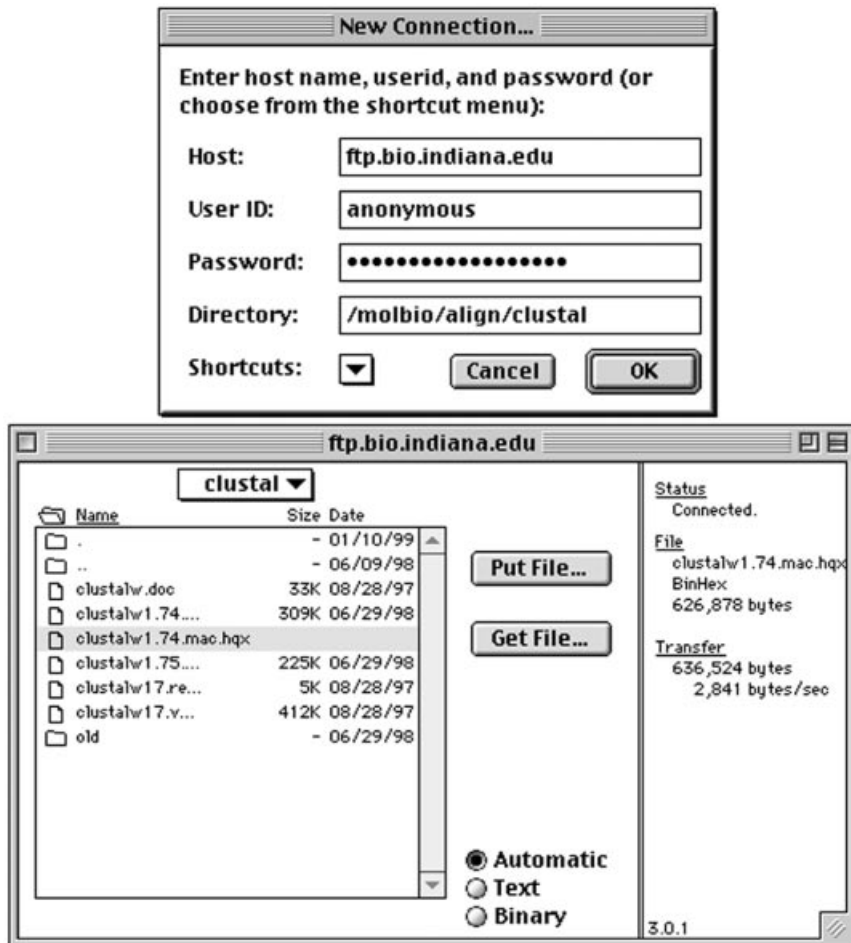 New Connection...
Enter host name, userid, and password (or
choose from the shortcut menu):
Host: ftp.bio.indiana.edu
User ID: anonymous
Password: ••••••••••••••••••
Directory: /molbio/align/clustal
Shortcuts: Cancel OK
ftp.bio.indiana.edu
clustal
Name Size Date
. - 01/10/99
.. - 06/09/98
clustalw.doc 33K 08/28/97
clustalw1.74.... 309K 06/29/98
clustalw1.74.mac.hqx
clustalw1.75.... 225K 06/29/98
clustalw17.re... 5K 08/28/97
clustalw17.v... 412K 08/28/97
old - 06/29/98
Put File...
Get File...
Automatic
Text
Binary
Status
Connected.
File
clustalw1.74.mac.hqx
BinHex
626,878 bytes
Transfer
636,524 bytes
2,841 bytes/sec
3.0.1